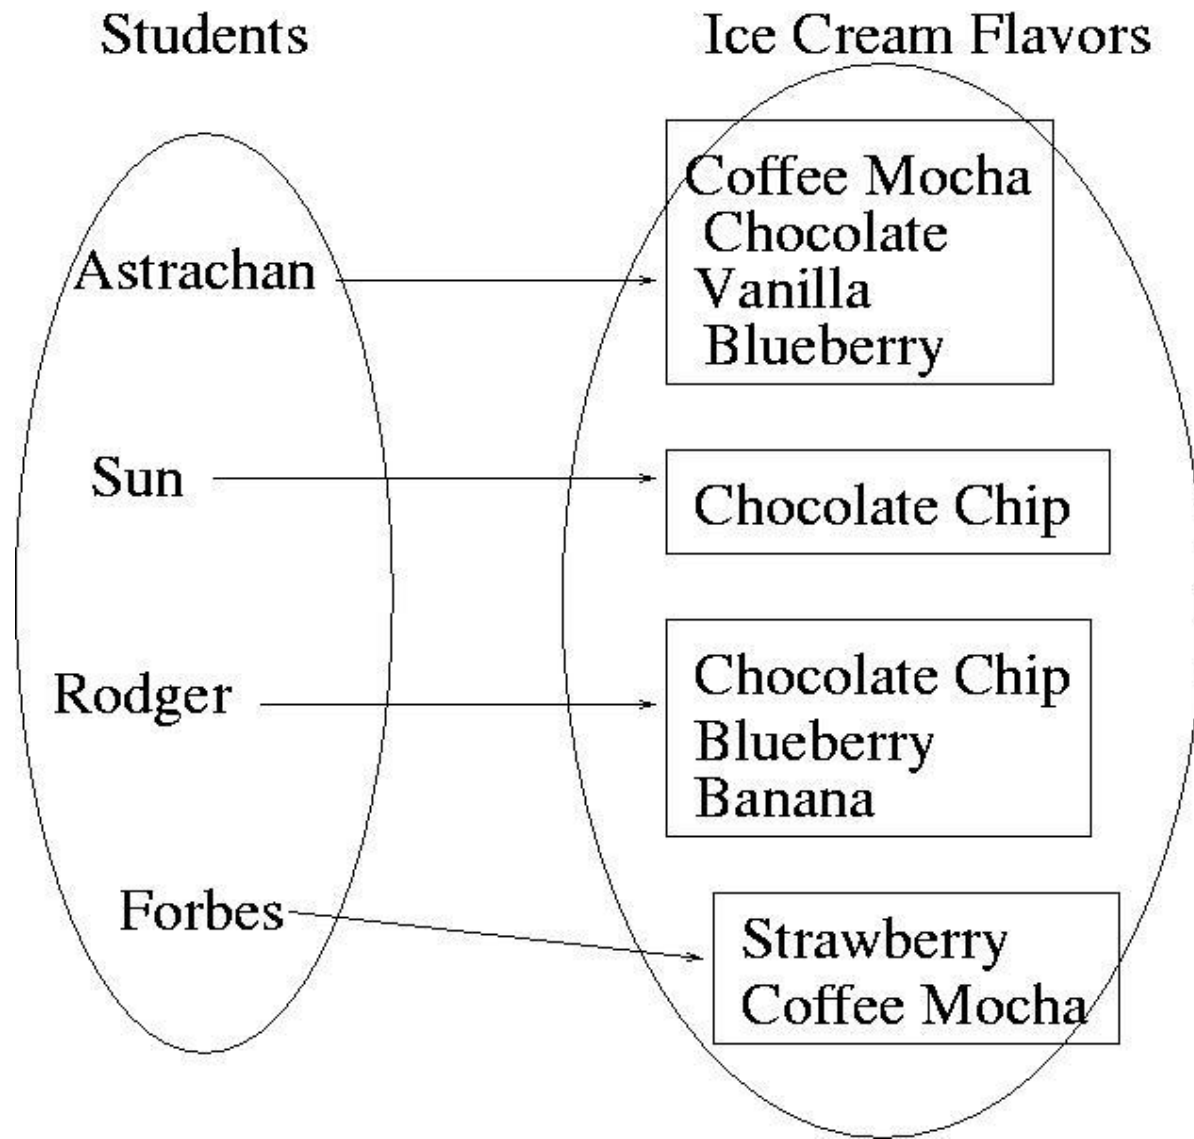 Students
Ice Cream Flavors
Astrachan
Coffee Mocha
Chocolate
Vanilla
Blueberry
Sun
Chocolate Chip
Rodger
Chocolate Chip
Blueberry
Banana
Forbes
Strawberry
Coffee Mocha